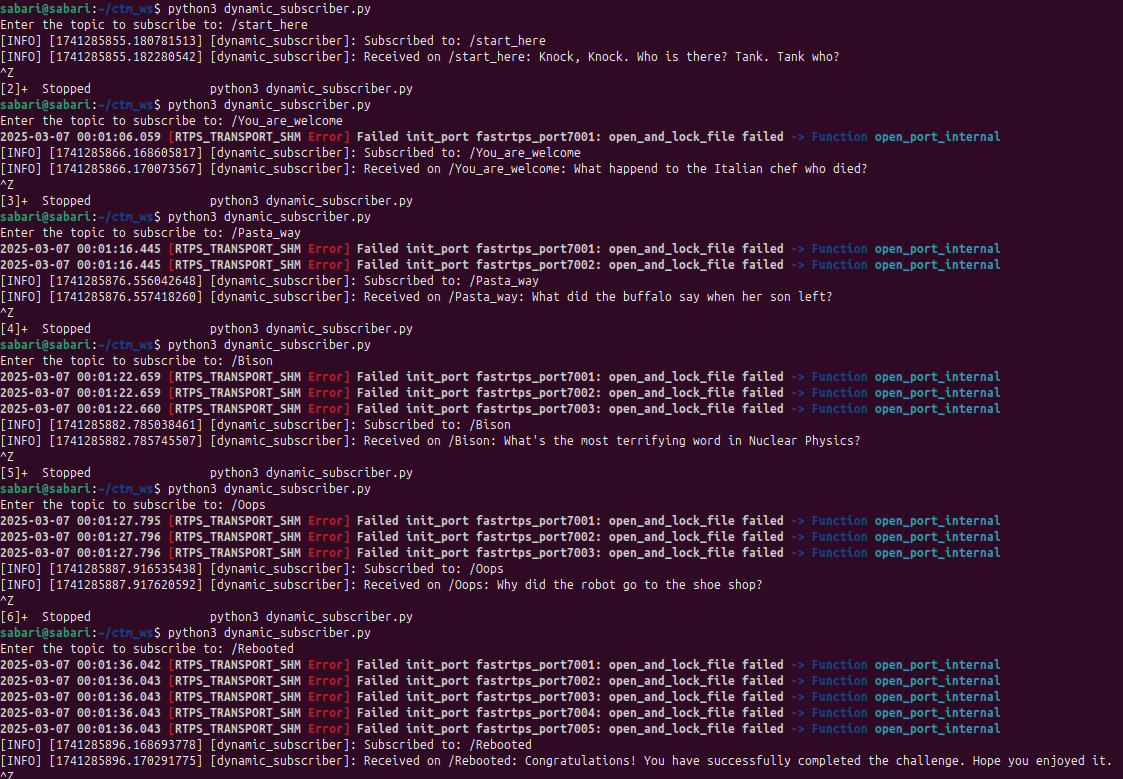 sabari@sabari:~/ctm_ws$ python3 dynamic_subscriber.py
Enter the topic to subscribe to: /start_here
[INFO] [1741285855.180781513] [dynamic_subscriber]: Subscribed to: /start_here
[INFO] [1741285855.182280542] [dynamic_subscriber]: Received on /start_here: Knock, Knock. Who is there? Tank. Tank who?
^Z
[2]+  Stopped                 python3 dynamic_subscriber.py
sabari@sabari:~/ctm_ws$ python3 dynamic_subscriber.py
Enter the topic to subscribe to: /You_are_welcome
2025-03-07 00:01:06.059 [RTPS_TRANSPORT_SHM Error] Failed init_port fastrtps_port7001: open_and_lock_file failed -> Function open_port_internal
[INFO] [1741285866.168605817] [dynamic_subscriber]: Subscribed to: /You_are_welcome
[INFO] [1741285866.170073567] [dynamic_subscriber]: Received on /You_are_welcome: What happend to the Italian chef who died?
^Z
[3]+  Stopped                 python3 dynamic_subscriber.py
sabari@sabari:~/ctm_ws$ python3 dynamic_subscriber.py
Enter the topic to subscribe to: /Pasta_way
2025-03-07 00:01:16.445 [RTPS_TRANSPORT_SHM Error] Failed init_port fastrtps_port7001: open_and_lock_file failed -> Function open_port_internal
2025-03-07 00:01:16.445 [RTPS_TRANSPORT_SHM Error] Failed init_port fastrtps_port7002: open_and_lock_file failed -> Function open_port_internal
[INFO] [1741285876.556042648] [dynamic_subscriber]: Subscribed to: /Pasta_way
[INFO] [1741285876.557418260] [dynamic_subscriber]: Received on /Pasta_way: What did the buffalo say when her son left?
^Z
[4]+  Stopped                 python3 dynamic_subscriber.py
sabari@sabari:~/ctm_ws$ python3 dynamic_subscriber.py
Enter the topic to subscribe to: /Bison
2025-03-07 00:01:22.659 [RTPS_TRANSPORT_SHM Error] Failed init_port fastrtps_port7001: open_and_lock_file failed -> Function open_port_internal
2025-03-07 00:01:22.659 [RTPS_TRANSPORT_SHM Error] Failed init_port fastrtps_port7002: open_and_lock_file failed -> Function open_port_internal
2025-03-07 00:01:22.660 [RTPS_TRANSPORT_SHM Error] Failed init_port fastrtps_port7003: open_and_lock_file failed -> Function open_port_internal
[INFO] [1741285882.785038461] [dynamic_subscriber]: Subscribed to: /Bison
[INFO] [1741285882.785745507] [dynamic_subscriber]: Received on /Bison: What's the most terrifying word in Nuclear Physics?
^Z
[5]+  Stopped                 python3 dynamic_subscriber.py
sabari@sabari:~/ctm_ws$ python3 dynamic_subscriber.py
Enter the topic to subscribe to: /Oops
2025-03-07 00:01:27.795 [RTPS_TRANSPORT_SHM Error] Failed init_port fastrtps_port7001: open_and_lock_file failed -> Function open_port_internal
2025-03-07 00:01:27.796 [RTPS_TRANSPORT_SHM Error] Failed init_port fastrtps_port7002: open_and_lock_file failed -> Function open_port_internal
2025-03-07 00:01:27.796 [RTPS_TRANSPORT_SHM Error] Failed init_port fastrtps_port7003: open_and_lock_file failed -> Function open_port_internal
[INFO] [1741285887.916535438] [dynamic_subscriber]: Subscribed to: /Oops
[INFO] [1741285887.917620592] [dynamic_subscriber]: Received on /Oops: Why did the robot go to the shoe shop?
^Z
[6]+  Stopped                 python3 dynamic_subscriber.py
sabari@sabari:~/ctm_ws$ python3 dynamic_subscriber.py
Enter the topic to subscribe to: /Rebooted
2025-03-07 00:01:36.042 [RTPS_TRANSPORT_SHM Error] Failed init_port fastrtps_port7001: open_and_lock_file failed -> Function open_port_internal
2025-03-07 00:01:36.043 [RTPS_TRANSPORT_SHM Error] Failed init_port fastrtps_port7002: open_and_lock_file failed -> Function open_port_internal
2025-03-07 00:01:36.043 [RTPS_TRANSPORT_SHM Error] Failed init_port fastrtps_port7003: open_and_lock_file failed -> Function open_port_internal
2025-03-07 00:01:36.043 [RTPS_TRANSPORT_SHM Error] Failed init_port fastrtps_port7004: open_and_lock_file failed -> Function open_port_internal
2025-03-07 00:01:36.043 [RTPS_TRANSPORT_SHM Error] Failed init_port fastrtps_port7005: open_and_lock_file failed -> Function open_port_internal
[INFO] [1741285896.168693778] [dynamic_subscriber]: Subscribed to: /Rebooted
[INFO] [1741285896.170291775] [dynamic_subscriber]: Received on /Rebooted: Congratulations! You have successfully completed the challenge. Hope you enjoyed it.
^Z